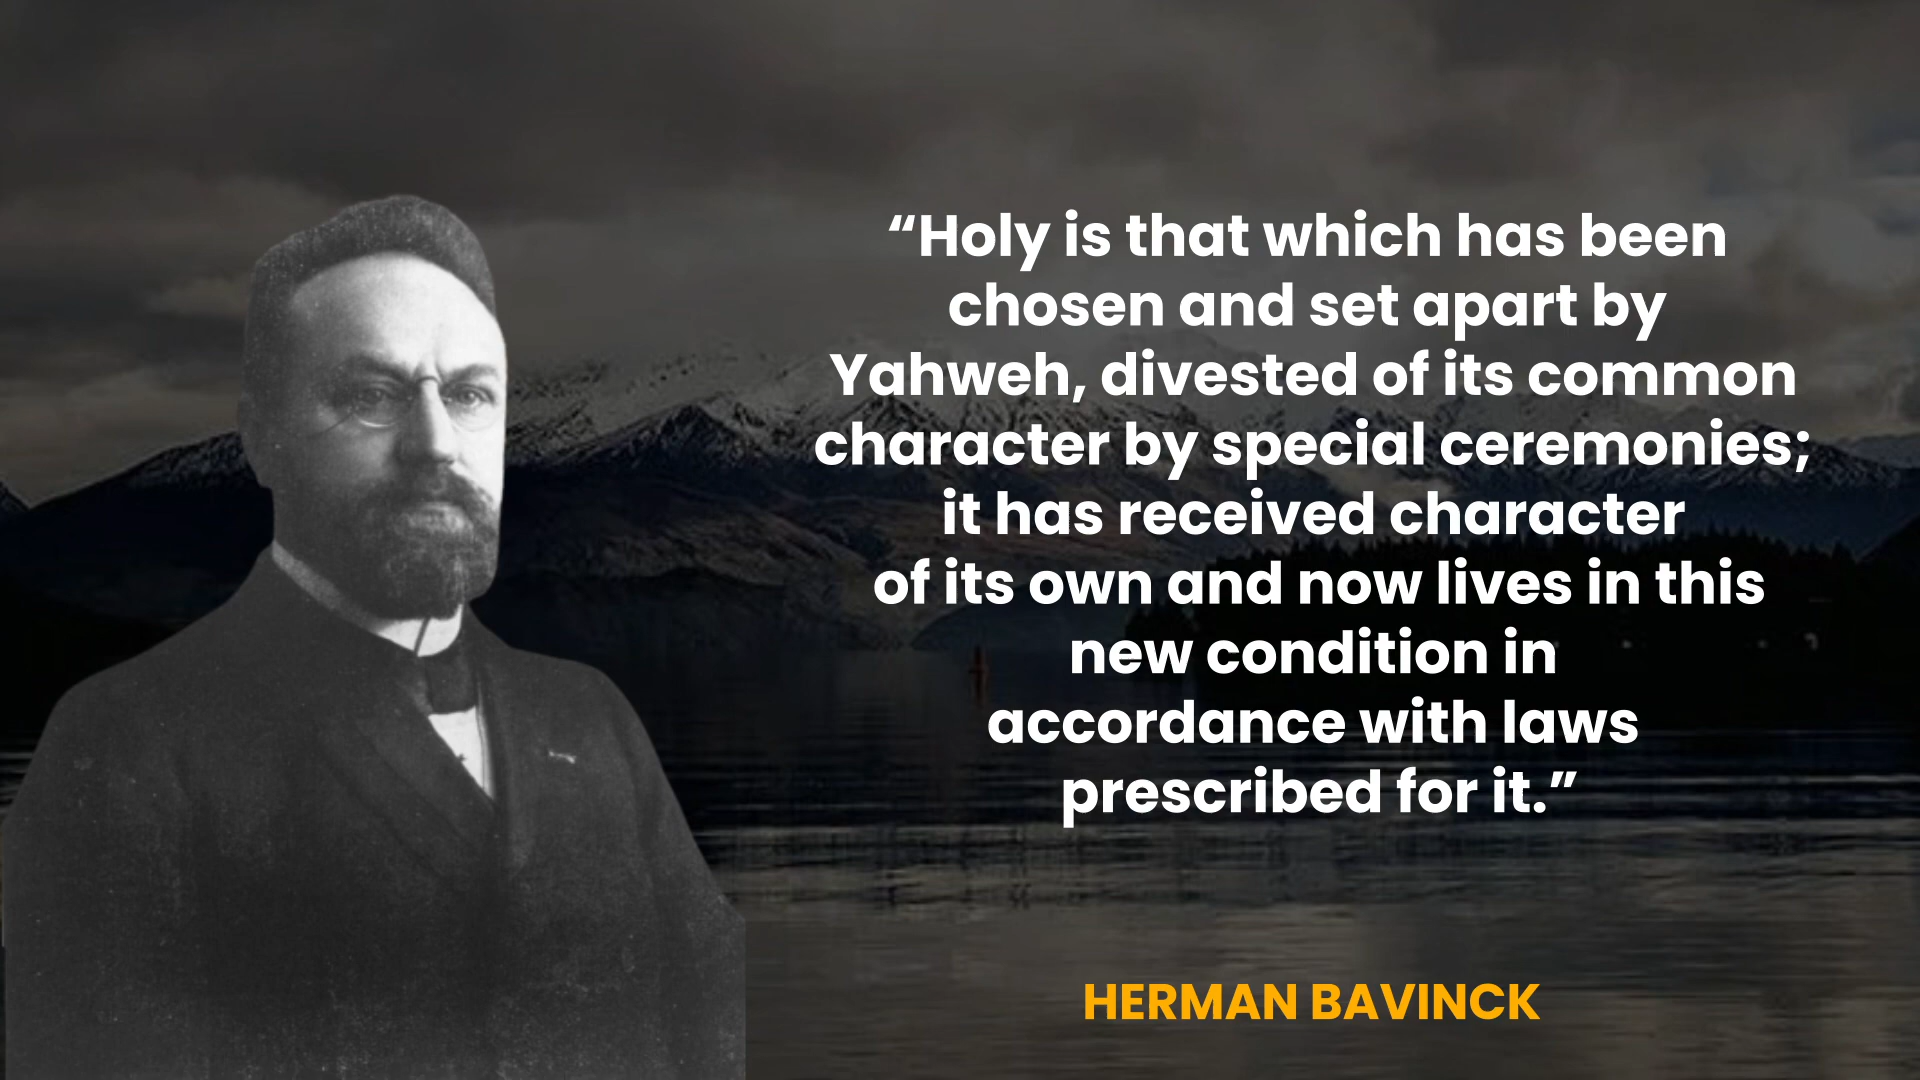 “Holy is that which has been
chosen and set apart by
Yahweh, divested of its common
character by special ceremonies;
it has received character
of its own and now lives in this
new condition in
accordance with laws
prescribed for it.”
HERMAN BAVINCK